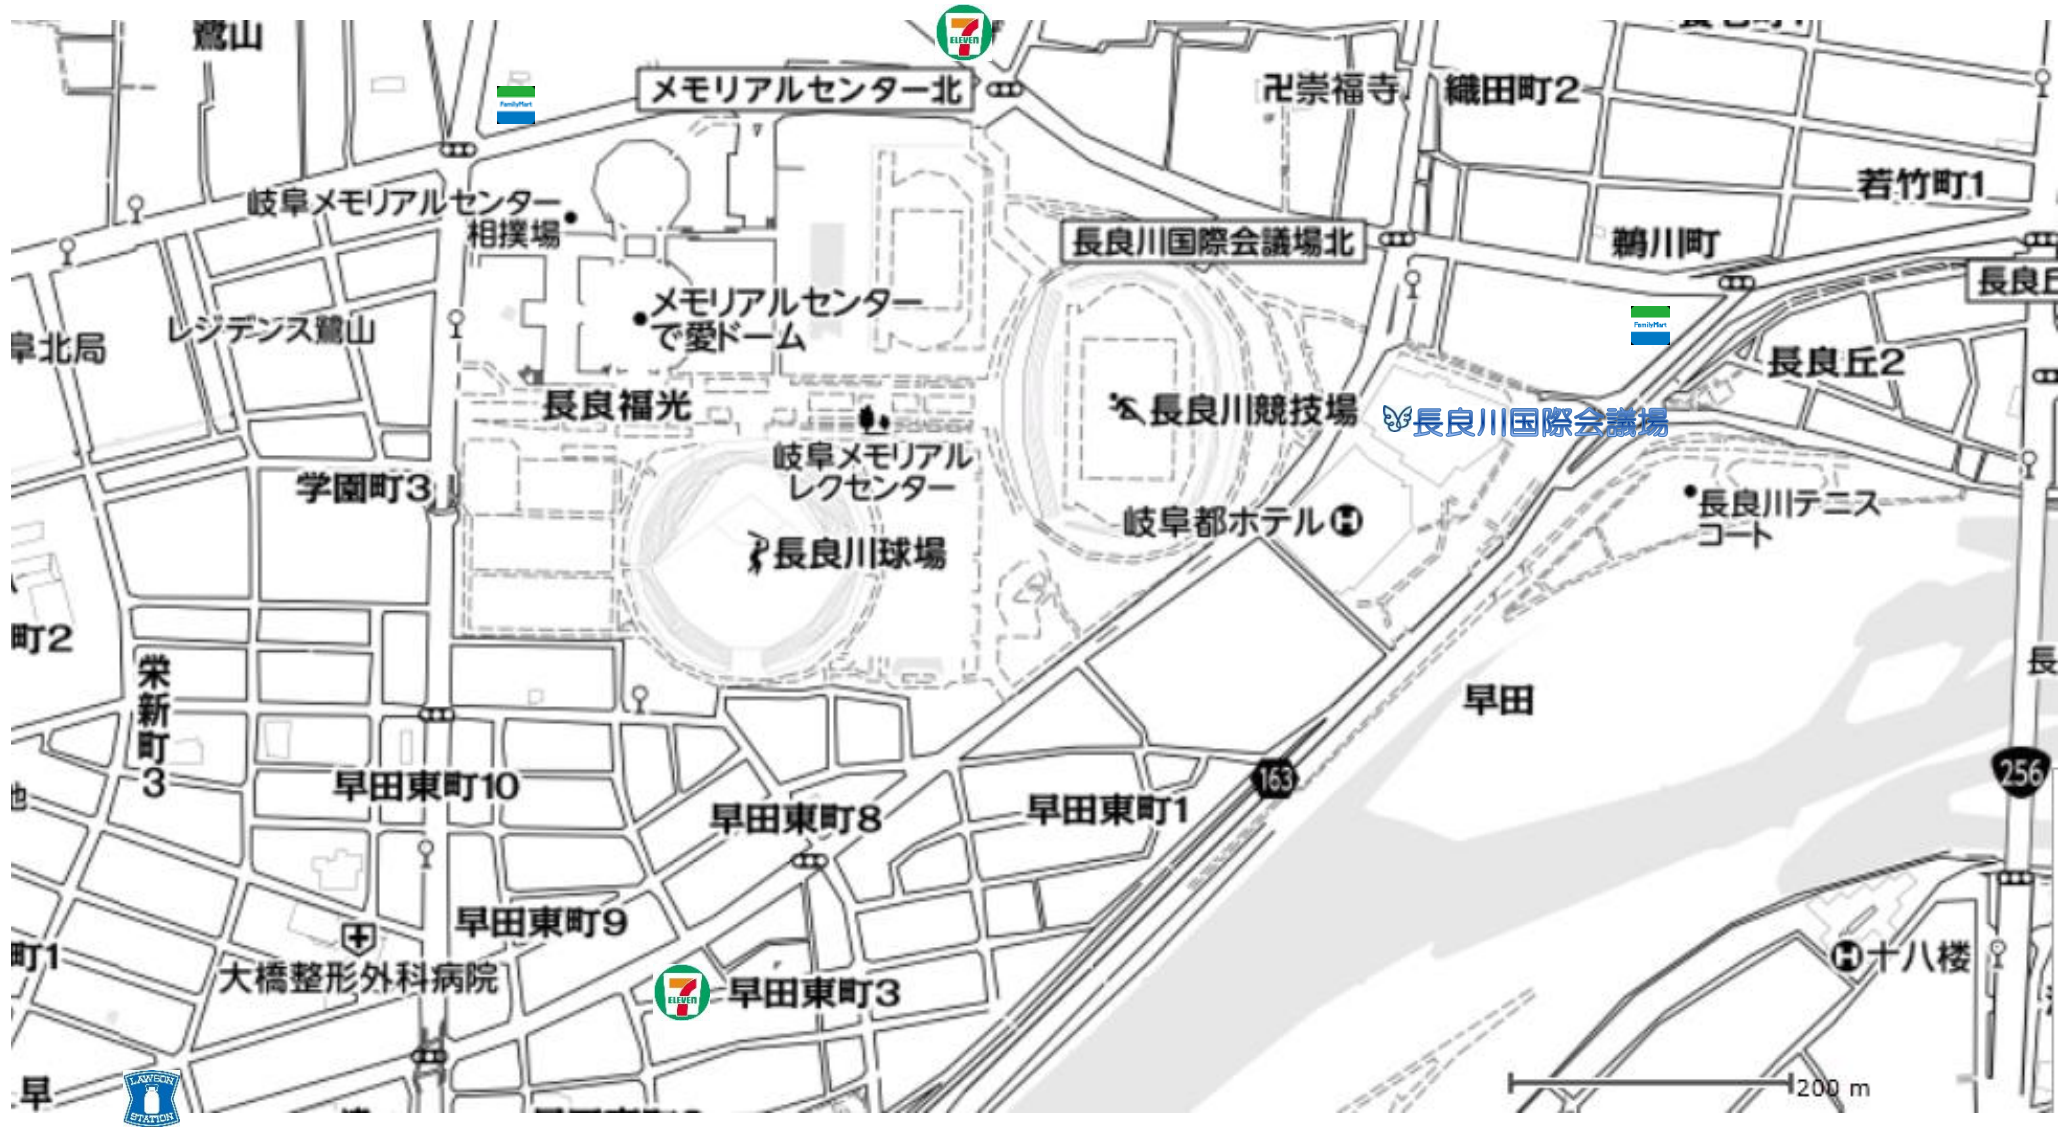 鷺山
ELEVEN
FamilyMart
メモリアルセンター北
卍崇福寺
織田町2
若竹町1
岐阜メモリアルセンター
相撲場
長良川国際会議場北
鵜川町
メモリアルセンター
で愛ドーム
レジデンス鷺山
阜北局
FamilyMart
長良丘2
長良福光
長良川競技場
長良川国際会議場
岐阜メモリアル
レクセンター
学園町3
長良川テニス
コート
岐阜都ホテル
長良川球場
町2
栄新町3
長
早田
163
256
早田東町10
早田東町8
早田東町1
早田東町9
町1
大橋整形外科病院
ELEVEN
早田東町3
十八楼
早
LAWSON
STATION
200 m